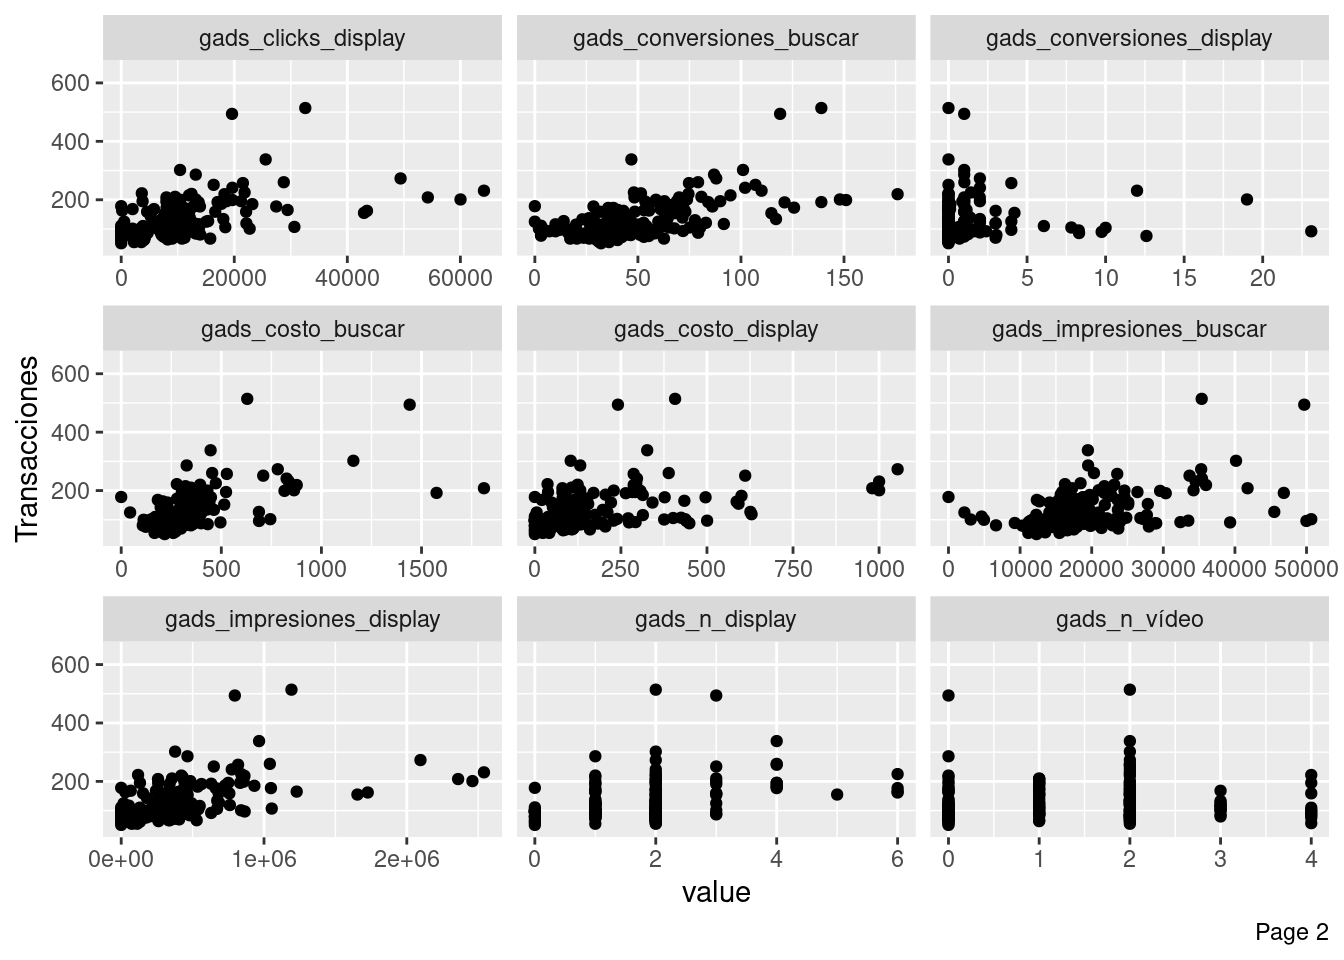 gads_clicks_display gads_conversiones_buscar gads_conversiones_display
600
400
200
0 20000 40000 60000 0 50 100 150 0 5 10 15 20
gads_costo_buscar gads_costo_display gads_impresiones_buscar
600
400
200
0 500 1000 1500 0 250 500 750 1000 0 10000 20000 30000 40000 50000
Transacciones
gads_impresiones_display gads_n_display gads_n_vídeo
600
400
200
0e+00 1e+06 2e+06 0 2 4 6 0 1 2 3 4
value
Page 2